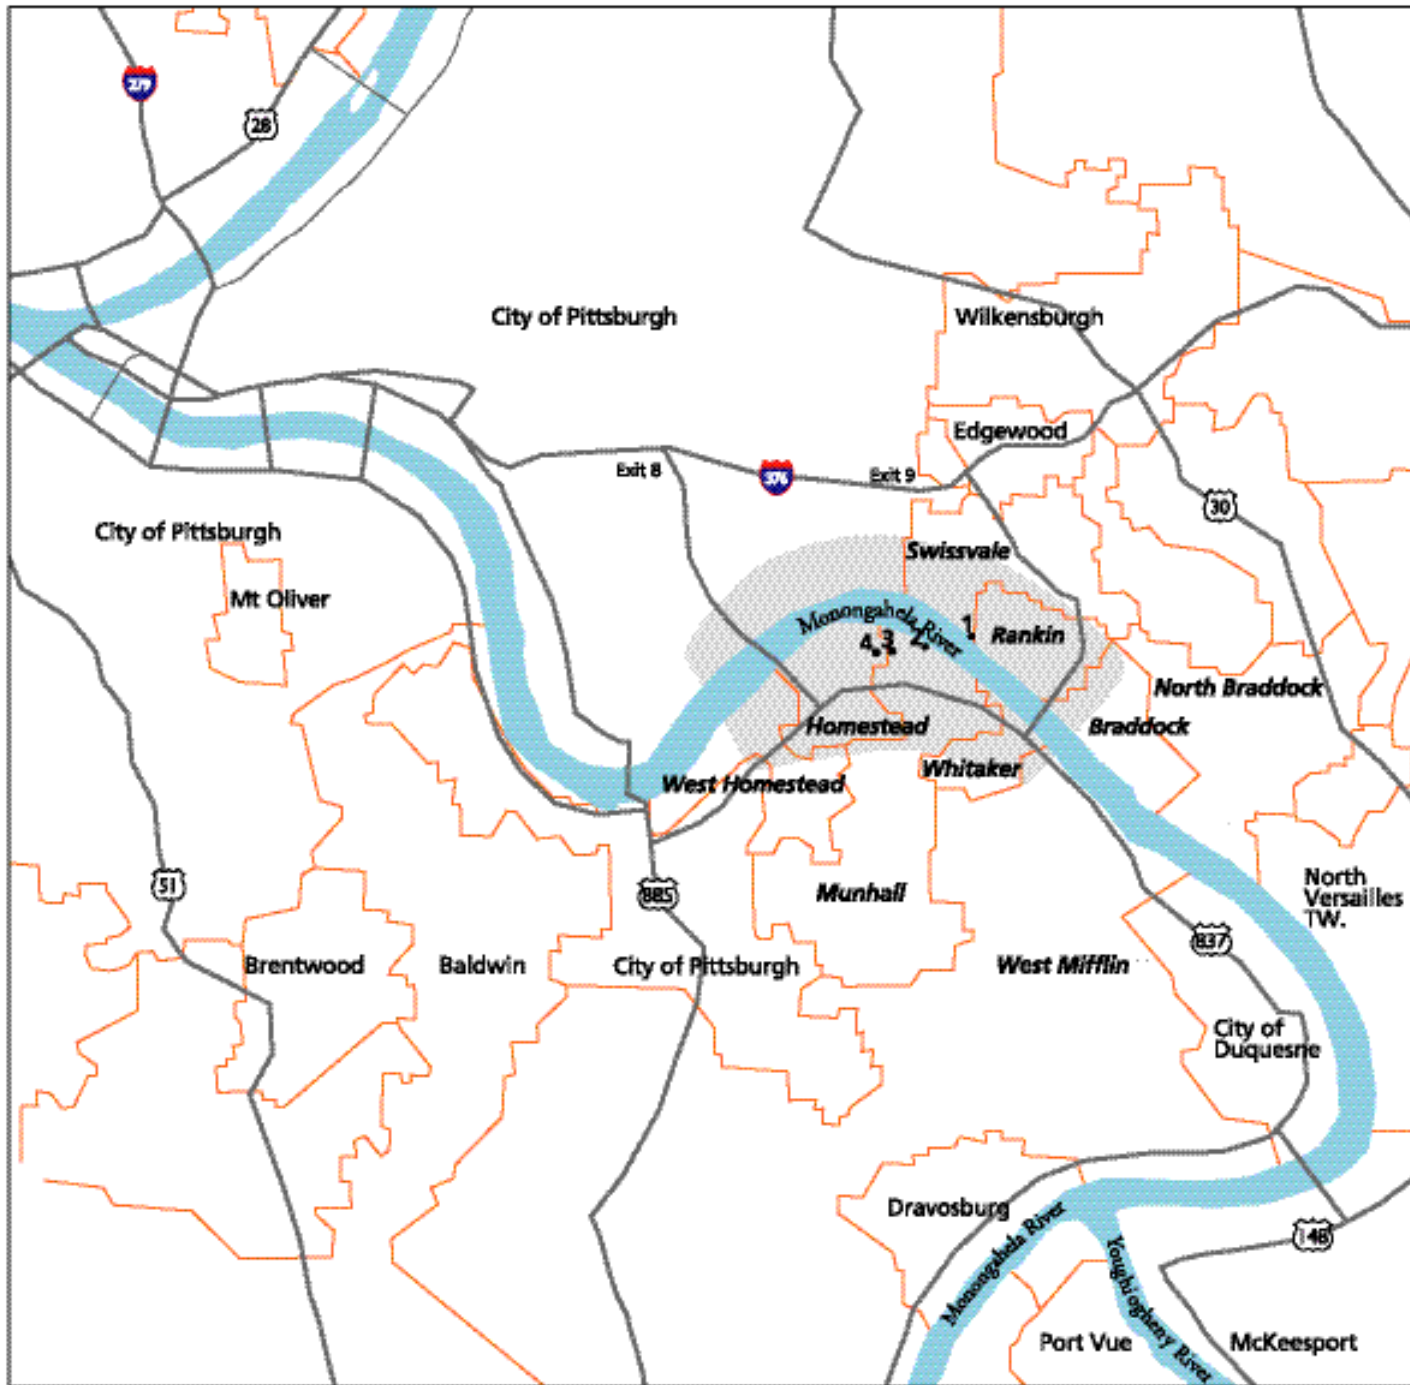 279
28
City of Pittsburgh
Wilkensburgh
Edgewood
Exit 8
376
Exit 9
30
City of Pittsburgh
Swissvale
Mt Oliver
Monongahela River
1
Rankin
2
3
4
North Braddock
Homestead
Braddock
Whitaker
West Homestead
51
885
Munhall
North
Versailles
TW.
837
Brentwood
Baldwin
City of Pittsburgh
West Mifflin
City of
Duquesne
Dravosburg
148
Monongahela River
Youghiogheny River
Port Vue
McKeesport